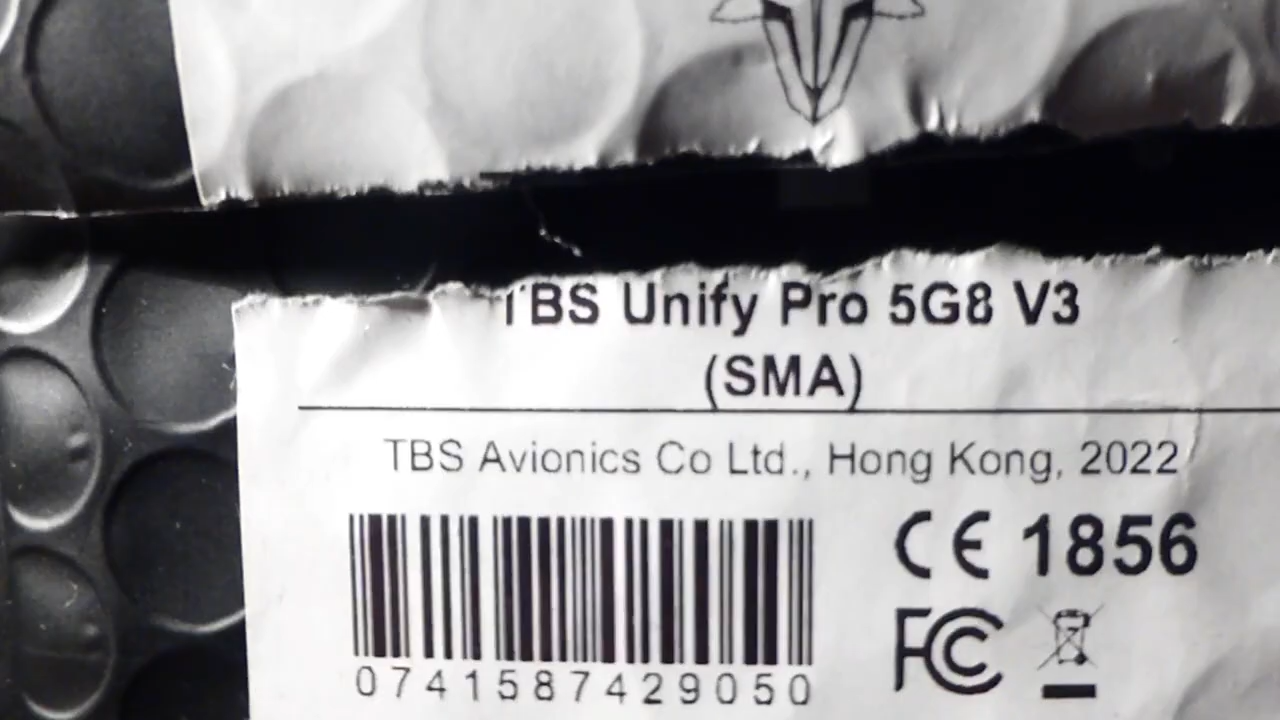 TBS Unify Pro 5G8 V3
(SMA)
TBS Avionics Co Ltd., Hong Kong, 2022
CE 1856
FC
0741587429050